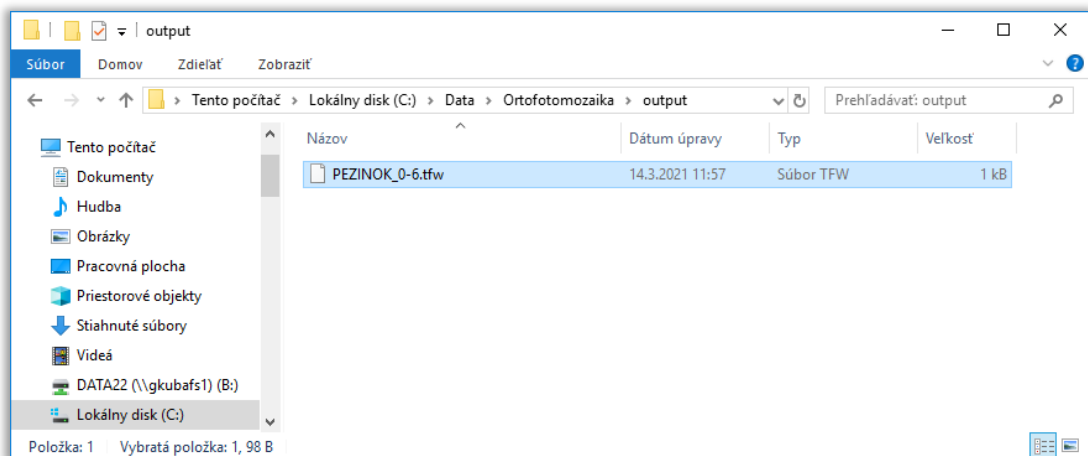 output
Súbor Domov Zdieľať Zobraziť
Tento počítač Lokálny disk (C:) Data Ortofotomozaika output Prehľadávať: output
Tento počítač
Dokumenty
Hudba
Obrázky
Pracovná plocha
Priestorové objekty
Stiahnuté súbory
Videá
DATA22 (\\gkubafs1) (B:)
Lokálny disk (C:)
Názov Dátum úpravy Typ Veľkosť
PEZINOK_0-6.tfw 14.3.2021 11:57 Súbor TFW 1 kB
Položka: 1 Vybratá položka: 1, 98 B